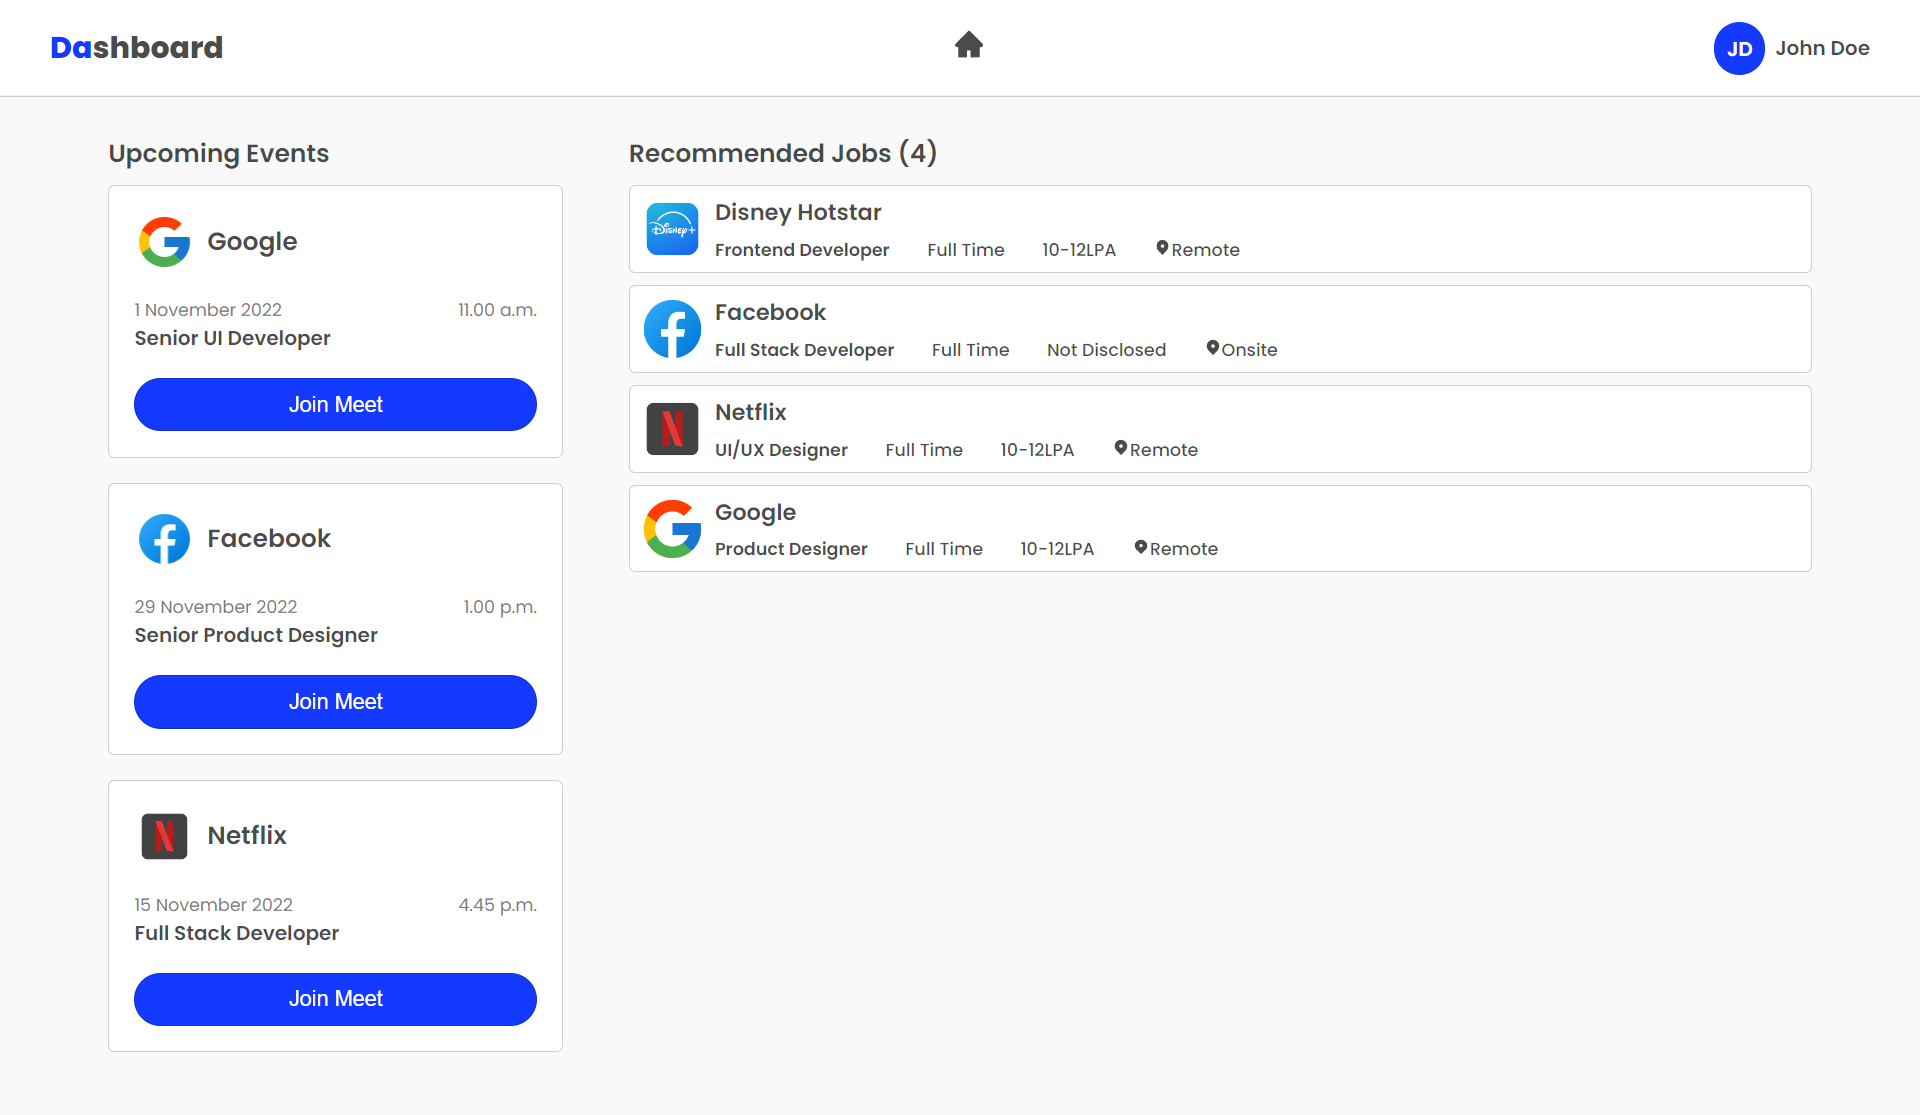 Dashboard
JD John Doe
Upcoming Events
Google
1 November 2022 11.00 a.m.
Senior UI Developer
Join Meet
Facebook
29 November 2022 1.00 p.m.
Senior Product Designer
Join Meet
N Netflix
15 November 2022 4.45 p.m.
Full Stack Developer
Join Meet
Recommended Jobs (4)
Disney+
Disney Hotstar
Frontend Developer Full Time 10-12LPA Remote
Facebook
Full Stack Developer Full Time Not Disclosed Onsite
N Netflix
UI/UX Designer Full Time 10-12LPA Remote
Google
Product Designer Full Time 10-12LPA Remote